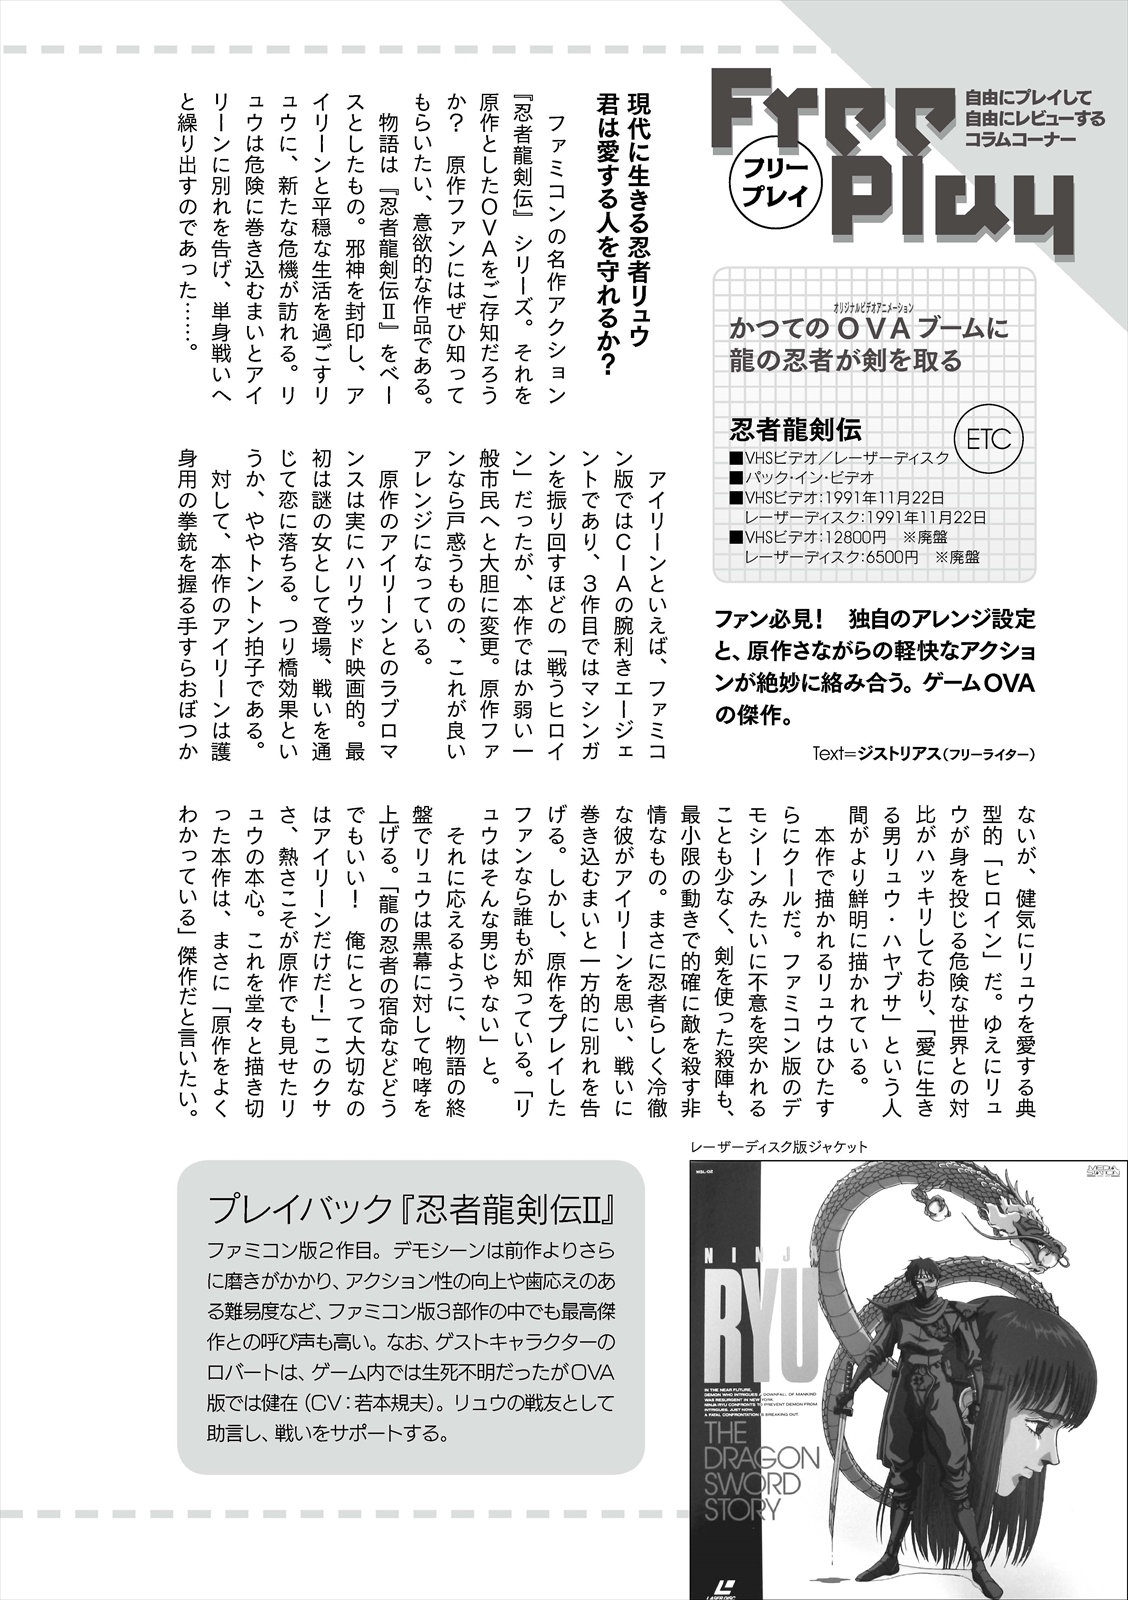 Free Play
フリー
プレイ
自由にプレイして
自由にレビューする
コラムコーナー
オリジナルビデオアニメーション
かつてのOVAブームに
龍の忍者が剣を取る
忍者龍剣伝
ETC
■VHSビデオ／レーザーディスク
■パック・イン・ビデオ
■VHSビデオ：1991年11月22日
レーザーディスク：1991年11月22日
■VHSビデオ：12800円　※廃盤
レーザーディスク：6500円　※廃盤
ファン必見！　独自のアレンジ設定
と、原作さながらの軽快なアクショ
ンが絶妙に絡み合う。ゲームOVA
の傑作。
Text=ジストリアス（フリーライター）
現代に生きる忍者リュウ
君は愛する人を守れるか？
ファミコンの名作アクション
『忍者龍剣伝』シリーズ。それを
原作としたOVAをご存知だろう
か？　原作ファンにはぜひ知って
もらいたい、意欲的な作品である。
物語は『忍者龍剣伝Ⅱ』をベー
スとしたもの。邪神を封印し、ア
イリーンと平穏な生活を過ごすリ
ュウに、新たな危機が訪れる。リ
ュウは危険に巻き込むまいとアイ
リーンに別れを告げ、単身戦いへ
と繰り出すのであった……。
アイリーンといえば、ファミコ
ン版ではCIAの腕利きエージェ
ントであり、３作目ではマシンガ
ンを振り回すほどの「戦うヒロイ
ン」だったが、本作ではか弱い一
般市民へと大胆に変更。原作ファ
ンなら戸惑うものの、これが良い
アレンジになっている。
原作のアイリーンとのラブロマ
ンスは実にハリウッド映画的。最
初は謎の女として登場、戦いを通
じて恋に落ちる。つり橋効果とい
うか、ややトントン拍子である。
対して、本作のアイリーンは護
身用の拳銃を握る手すらおぼつか
ないが、健気にリュウを愛する典
型的「ヒロイン」だ。ゆえにリュ
ウが身を投じる危険な世界との対
比がハッキリしており、「愛に生き
る男リュウ・ハヤブサ」という人
間がより鮮明に描かれている。
本作で描かれるリュウはひたす
らにクールだ。ファミコン版のデ
モシーンみたいに不意を突かれる
ことも少なく、剣を使った殺陣も、
最小限の動きで的確に敵を殺す非
情なもの。まさに忍者らしく冷徹
な彼がアイリーンを思い、戦いに
巻き込むまいと一方的に別れを告
げる。しかし、原作をプレイした
ファンなら誰もが知っている。「リ
ュウはそんな男じゃない」と。
それに応えるように、物語の終
盤でリュウは黒幕に対して咆哮を
上げる。「龍の忍者の宿命などどう
でもいい！　俺にとって大切なの
はアイリーンだけだ！」このクサ
さ、熱さこそが原作でも見せたリ
ュウの本心。これを堂々と描き切
った本作は、まさに「原作をよく
わかっている」傑作だと言いたい。
レーザーディスク版ジャケット
MSL-02
NINJA
RYU
IN THE NEAR FUTURE,
DEMON WHO INTRIGUES A DOWNFALL OF MANKIND
WAS RESURGENT IN NEW YORK.
NINJA RYU CONFRONTS TO PREVENT DEMON FROM
INTRIGUES. JUST NOW,
A FATAL CONFRONTATION IS BREAKING OUT.
THE
DRAGON
SWORD
STORY
LASER DISC
プレイバック『忍者龍剣伝Ⅱ』
ファミコン版2作目。デモシーンは前作よりさら
に磨きがかかり、アクション性の向上や歯応えのあ
る難易度など、ファミコン版3部作の中でも最高傑
作との呼び声も高い。なお、ゲストキャラクターの
ロバートは、ゲーム内では生死不明だったがOVA
版では健在（CV：若本規夫）。リュウの戦友として
助言し、戦いをサポートする。